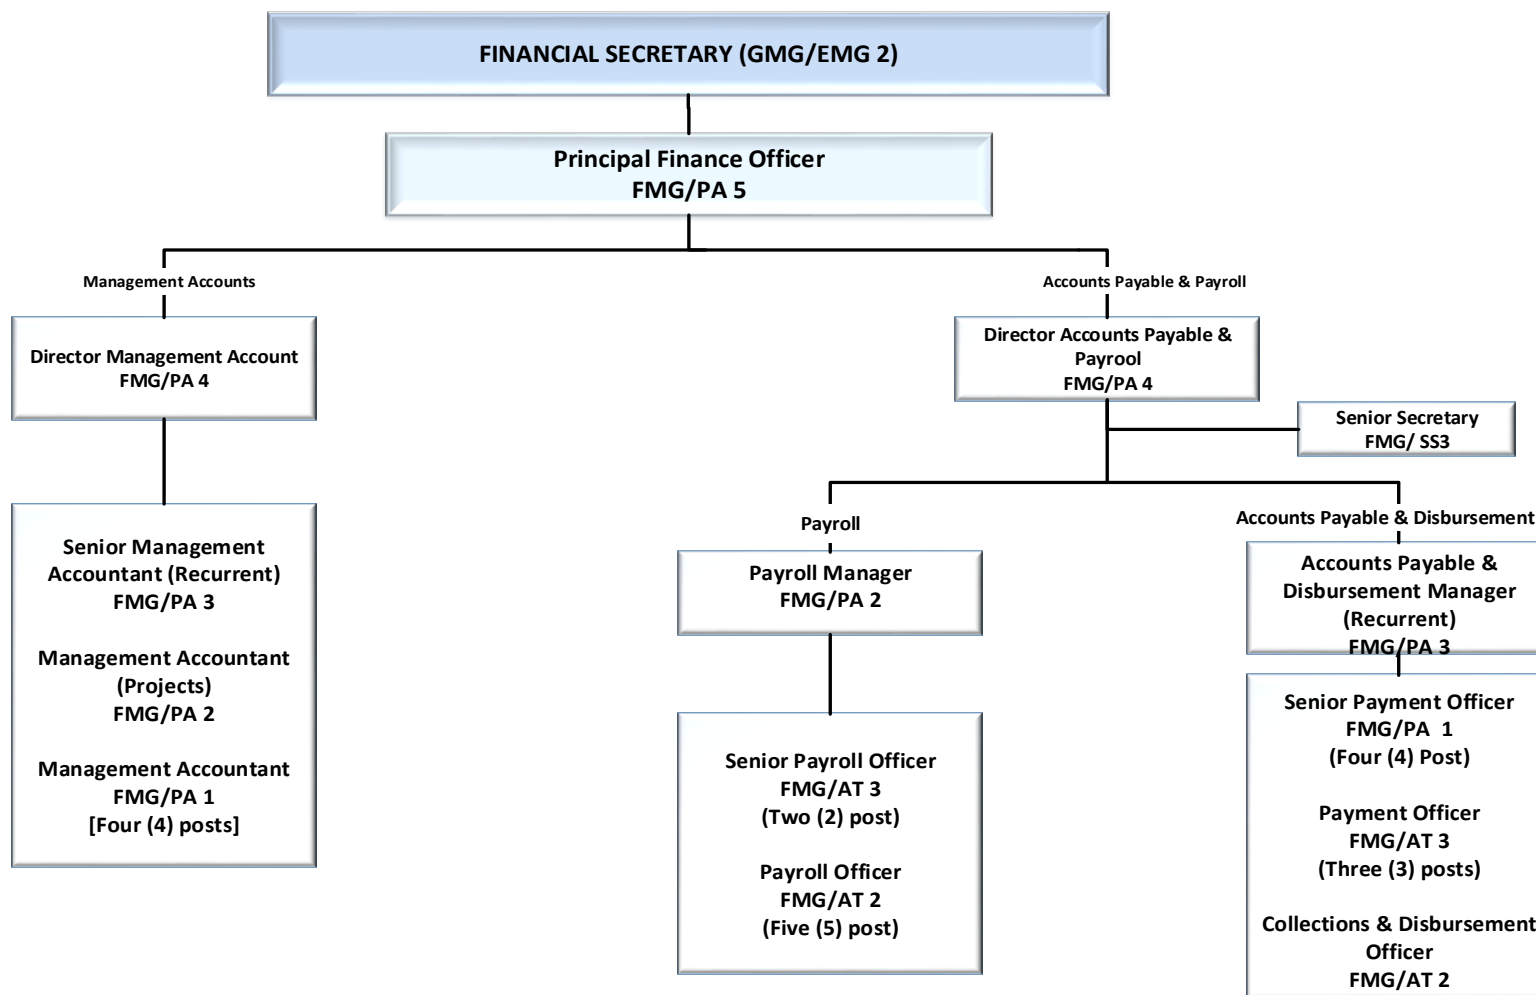 FINANCIAL SECRETARY (GMG/EMG 2)
Principal Finance Officer
FMG/PA 5
Management Accounts
Accounts Payable & Payroll
Director Management Account
FMG/PA 4
Director Accounts Payable &
Payrool
FMG/PA 4
Senior Secretary
FMG/ SS3
Senior Management
Accountant (Recurrent)
FMG/PA 3
Management Accountant
(Projects)
FMG/PA 2
Management Accountant
FMG/PA 1
[Four (4) posts]
Payroll
Payroll Manager
FMG/PA 2
Senior Payroll Officer
FMG/AT 3
(Two (2) post)
Payroll Officer
FMG/AT 2
(Five (5) post)
Accounts Payable & Disbursement
Accounts Payable &
Disbursement Manager
(Recurrent)
FMG/PA 3
Senior Payment Officer
FMG/PA 1
(Four (4) Post)
Payment Officer
FMG/AT 3
(Three (3) posts)
Collections & Disbursement
Officer
FMG/AT 2